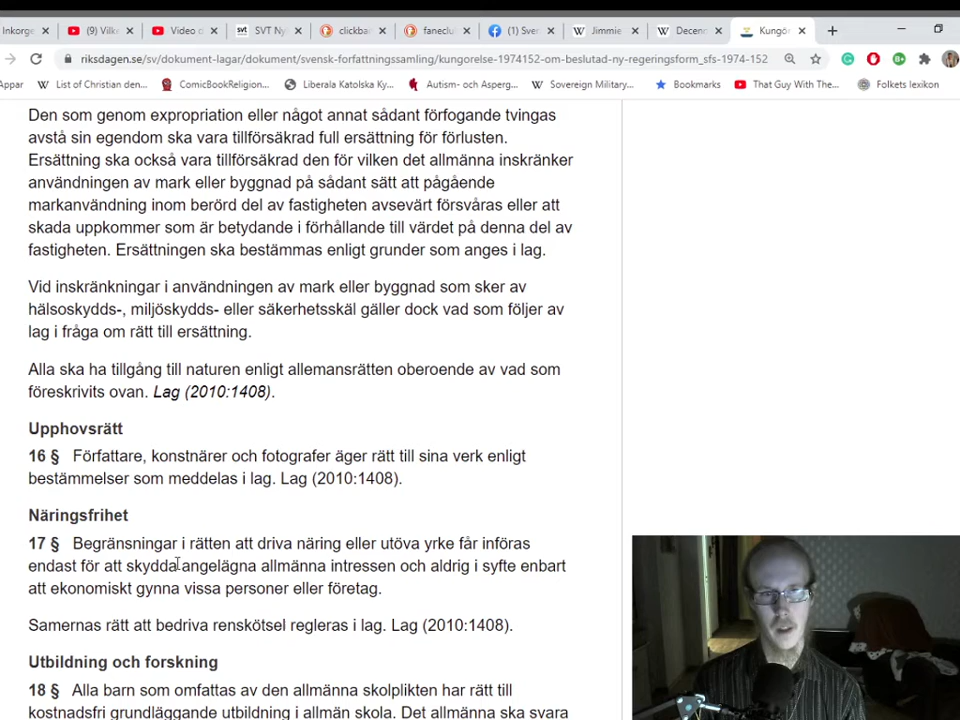 Inkorg
(9) Vilk
Video c
svt
SVT Ny
clickba
faneclu
(1) Sver
W
Jimmie
W
Decem
Kungö
riksdagen.se/sv/dokument-lagar/dokument/svensk-forfattningssamling/kungorelse-1974152-om-beslutad-ny-regeringsform_sfs-1974-152
Appar
W
List of Christian den...
ComicBookReligion...
Liberala Katolska Ky...
Autism- och Asperg...
W
Sovereign Military...
Bookmarks
That Guy With The...
Folkets lexikon
Den som genom expropriation eller något annat sådant förfogande tvingas
avstå sin egendom ska vara tillförsäkrad full ersättning för förlusten.
Ersättning ska också vara tillförsäkrad den för vilken det allmänna inskränker
användningen av mark eller byggnad på sådant sätt att pågående
markanvändning inom berörd del av fastigheten avsevärt försvåras eller att
skada uppkommer som är betydande i förhållande till värdet på denna del av
fastigheten. Ersättningen ska bestämmas enligt grunder som anges i lag.
Vid inskränkningar i användningen av mark eller byggnad som sker av
hälsoskydds-, miljöskydds- eller säkerhetsskäl gäller dock vad som följer av
lag i fråga om rätt till ersättning.
Alla ska ha tillgång till naturen enligt allemansrätten oberoende av vad som
föreskrivits ovan. Lag (2010:1408).
Upphovsrätt
16 § Författare, konstnärer och fotografer äger rätt till sina verk enligt
bestämmelser som meddelas i lag. Lag (2010:1408).
Näringsfrihet
17 § Begränsningar i rätten att driva näring eller utöva yrke får införas
endast för att skydda angelägna allmänna intressen och aldrig i syfte enbart
att ekonomiskt gynna vissa personer eller företag.
Samernas rätt att bedriva renskötsel regleras i lag. Lag (2010:1408).
Utbildning och forskning
18 § Alla barn som omfattas av den allmänna skolplikten har rätt till
kostnadsfri grundläggande utbildning i allmän skola. Det allmänna ska svara